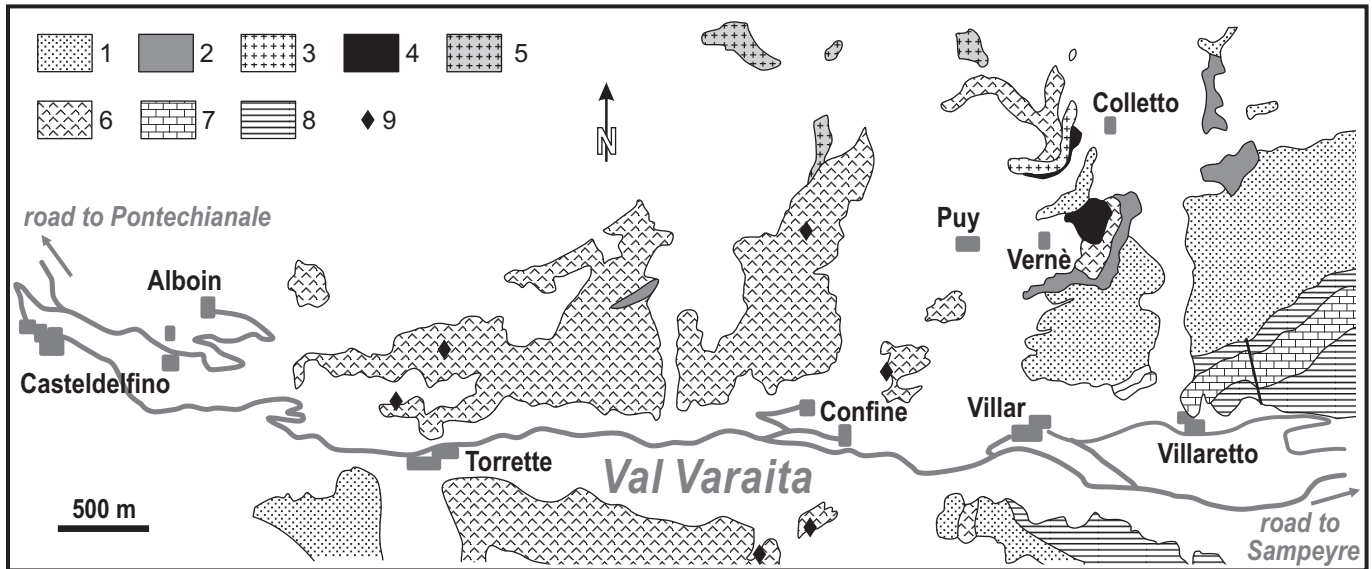 1 2 3 4 5
6 7 8 9
N
Colletto
road to Pontechianale
Puy
Vernè
Alboin
Casteldelfino
Confine
Villar
Villaretto
Torrette
Val Varaita
500 m
road to
Sampeyre